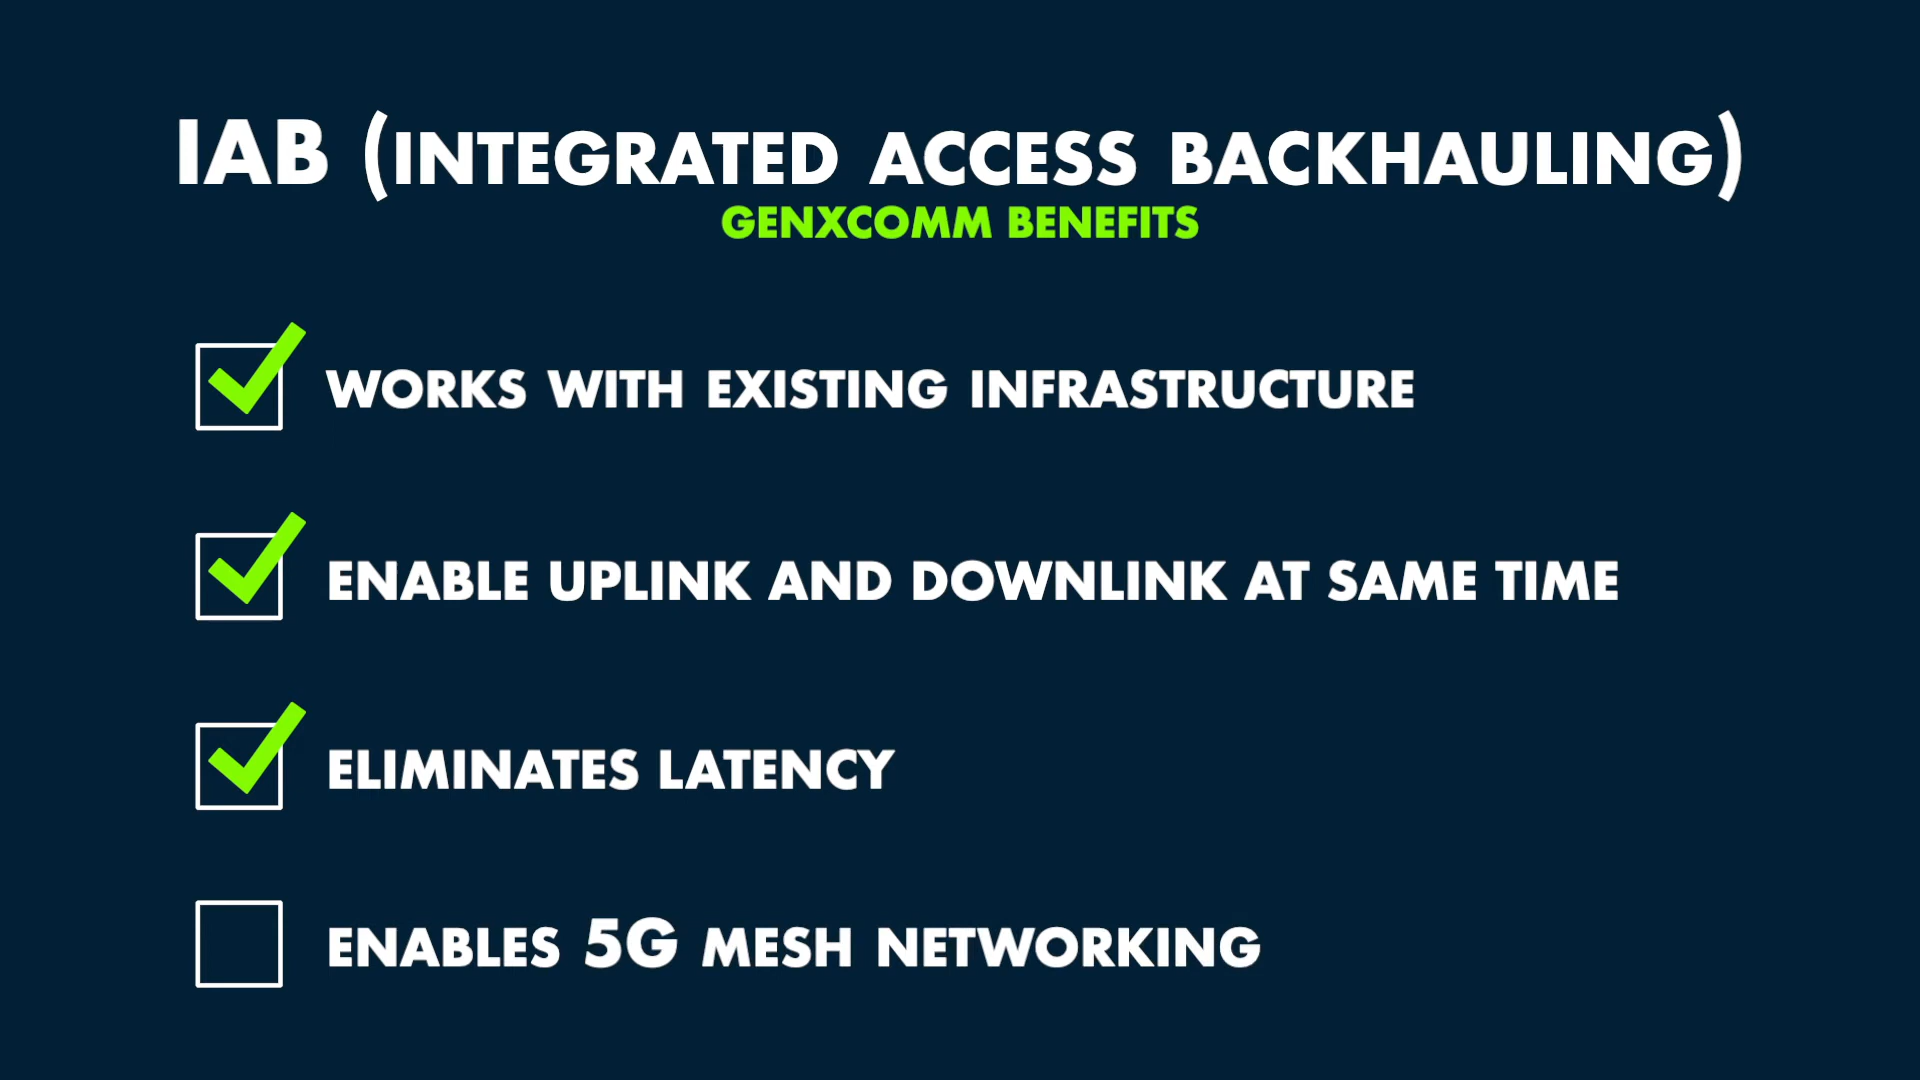 IAB (INTEGRATED ACCESS BACKHAULING)
GENXCOMM BENEFITS
WORKS WITH EXISTING INFRASTRUCTURE
ENABLE UPLINK AND DOWNLINK AT SAME TIME
ELIMINATES LATENCY
ENABLES 5G MESH NETWORKING